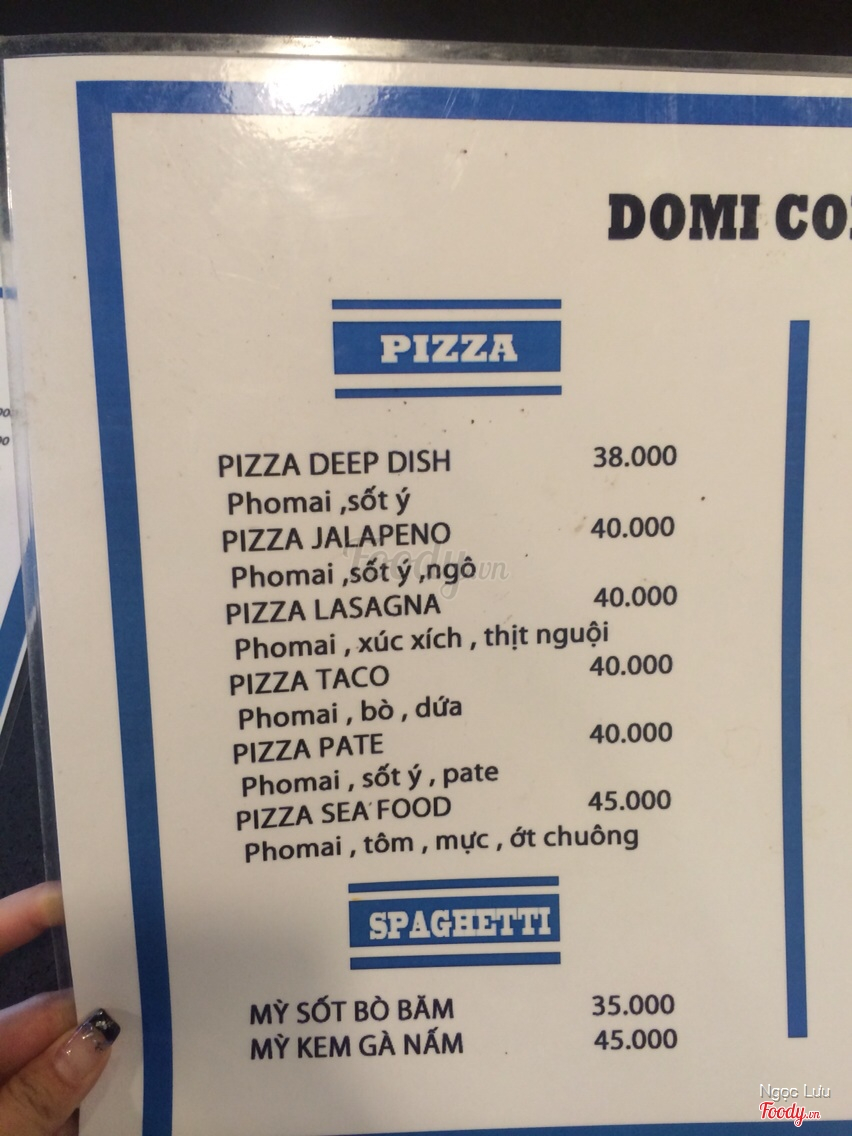 DOMI CO
PIZZA
PIZZA DEEP DISH 38.000
Phomai ,sốt ý
PIZZA JALAPENO 40.000
Phomai ,sốt ý ,ngô
PIZZA LASAGNA 40.000
Phomai , xúc xích , thịt nguội
PIZZA TACO 40.000
Phomai , bò , dứa
PIZZA PATE 40.000
Phomai , sốt ý , pate
PIZZA SEA FOOD 45.000
Phomai , tôm , mực , ớt chuông
SPAGHETTI
MỲ SỐT BÒ BĂM 35.000
MỲ KEM GÀ NẤM 45.000
Foody.vn
Ngọc Lưu
Foody.vn